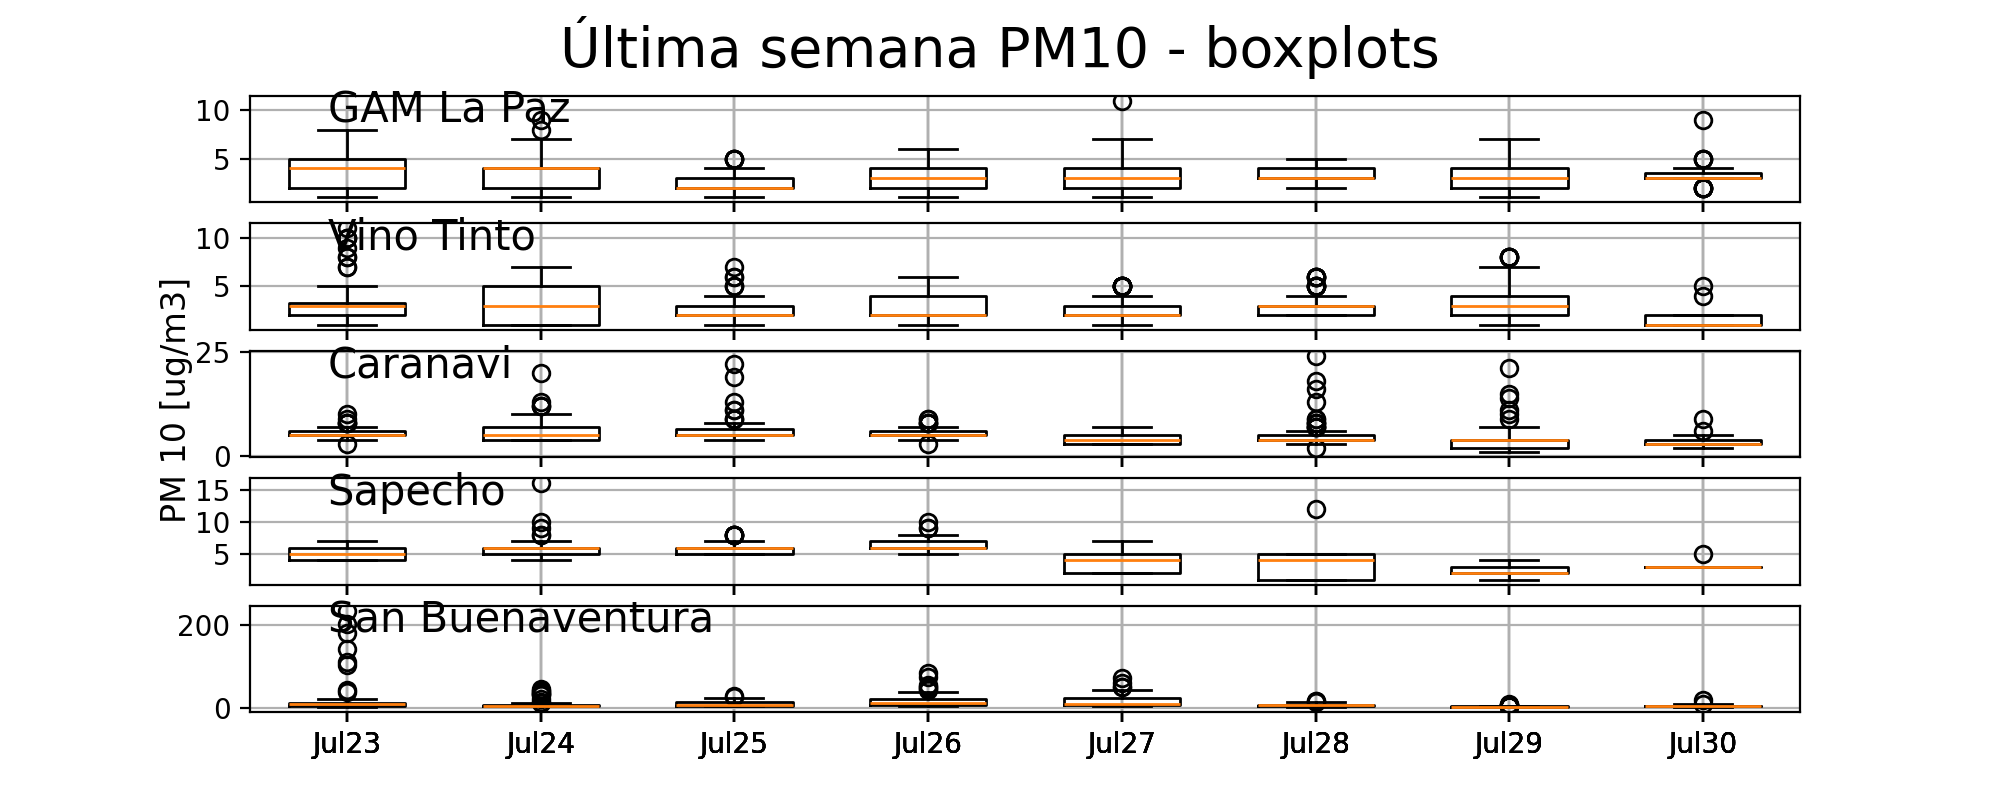 Última semana PM10 - boxplots
GAM La Paz
10
5
Vino Tinto
10
5
PM 10 [ug/m3]
Caranavi
25
0
Sapecho
15
10
5
San Buenaventura
200
0
Jul23 Jul24 Jul25 Jul26 Jul27 Jul28 Jul29 Jul30